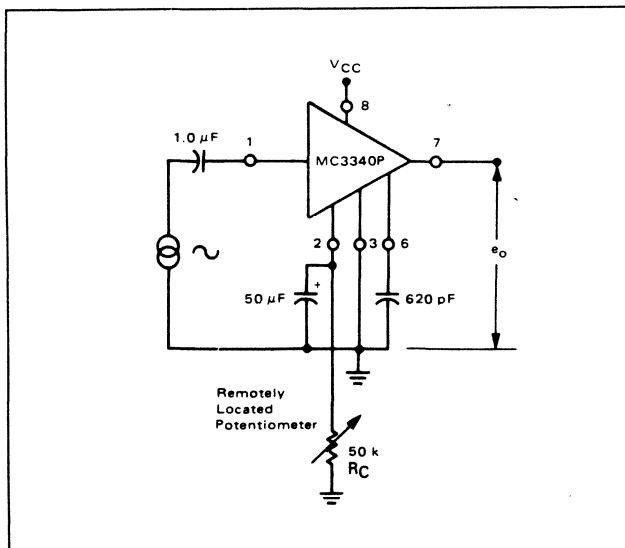 VCC
8
1.0 µF
1
7
MC3340P
2
3
6
eo
50 µF
+
620 pF
Remotely
Located
Potentiometer
50 k
RC